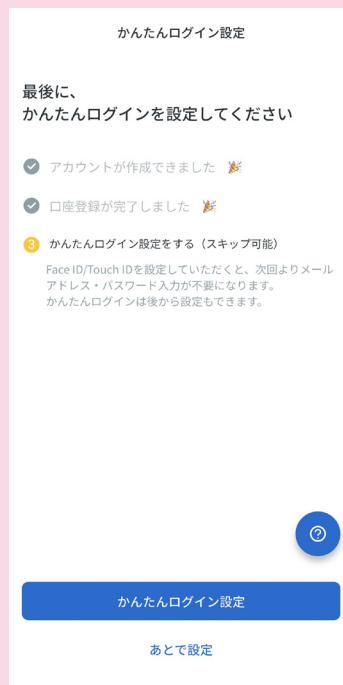 かんたんログイン設定
最後に、
かんたんログインを設定してください
アカウントが作成できました 🎉
口座登録が完了しました 🎉
3 かんたんログイン設定をする（スキップ可能）
Face ID/Touch IDを設定していただくと、次回よりメール
アドレス・パスワード入力が不要になります。
かんたんログインは後から設定もできます。
?
かんたんログイン設定
あとで設定